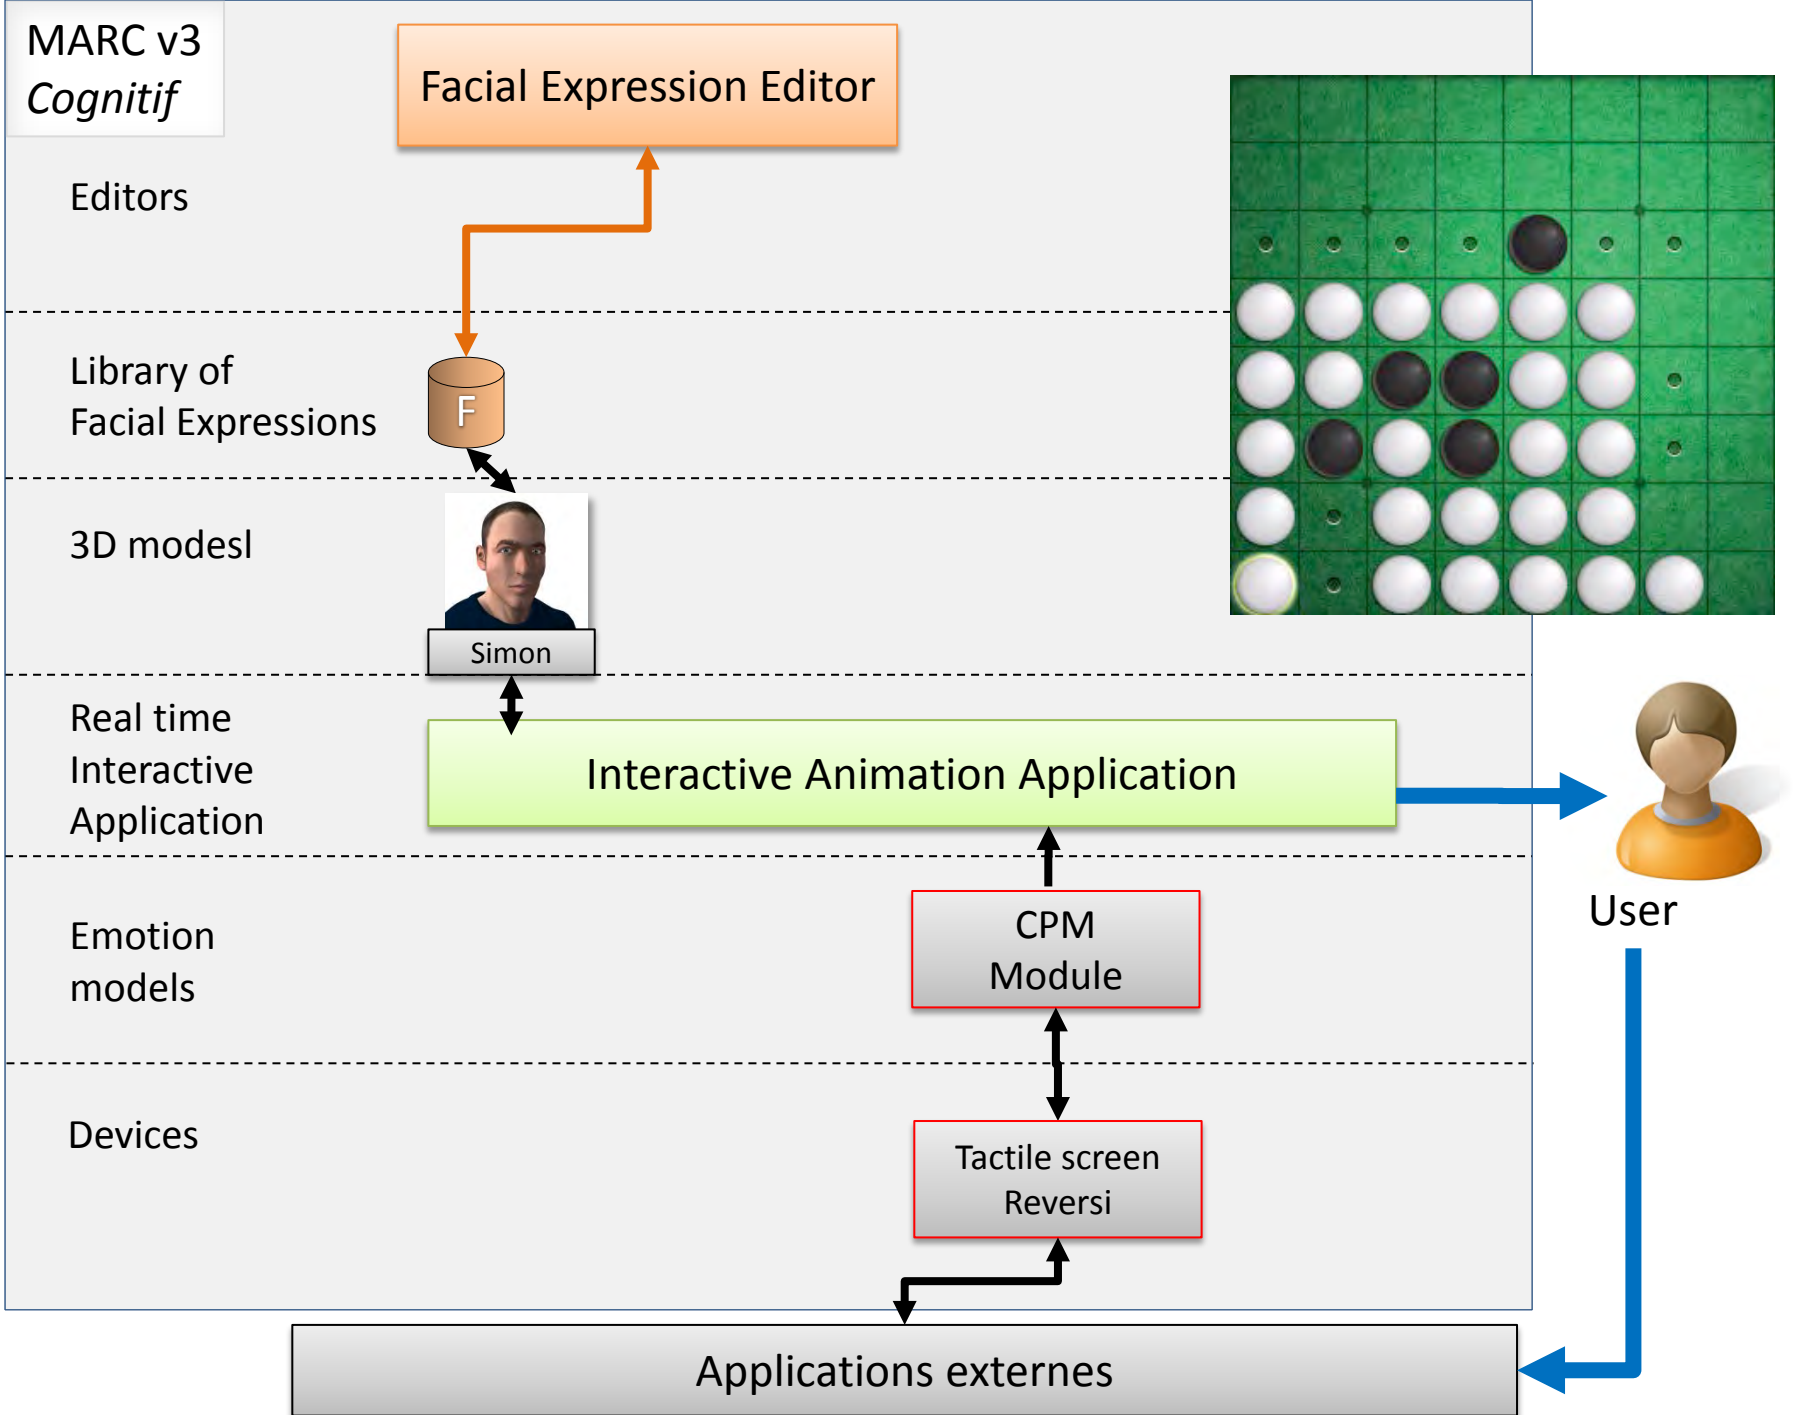 MARC v3
Cognitif
Facial Expression Editor
Editors
Library of
Facial Expressions
F
3D modesl
Simon
Real time
Interactive
Application
Interactive Animation Application
User
Emotion
models
CPM
Module
Devices
Tactile screen
Reversi
Applications externes